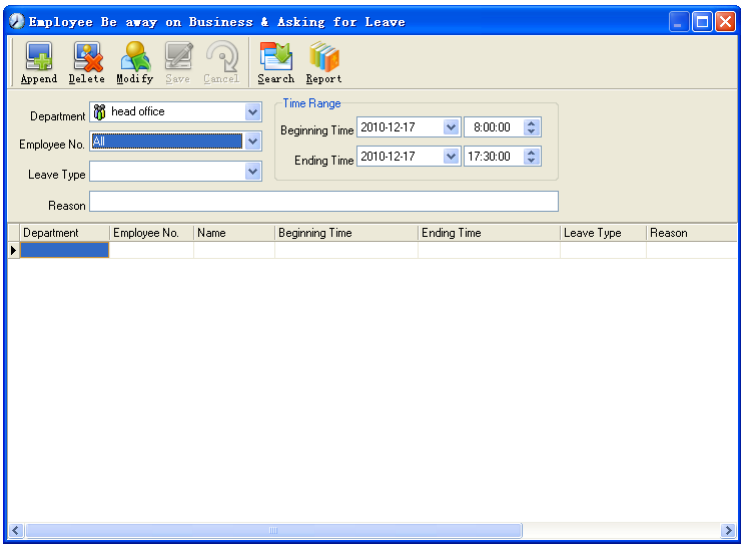 Employee Be away on Business & Asking for Leave
Append Delete Modify Save Cancel Search Report
Department head office
Employee No. All
Leave Type
Reason
Time Range
Beginning Time 2010-12-17 8:00:00
Ending Time 2010-12-17 17:30:00
Department Employee No. Name Beginning Time Ending Time Leave Type Reason